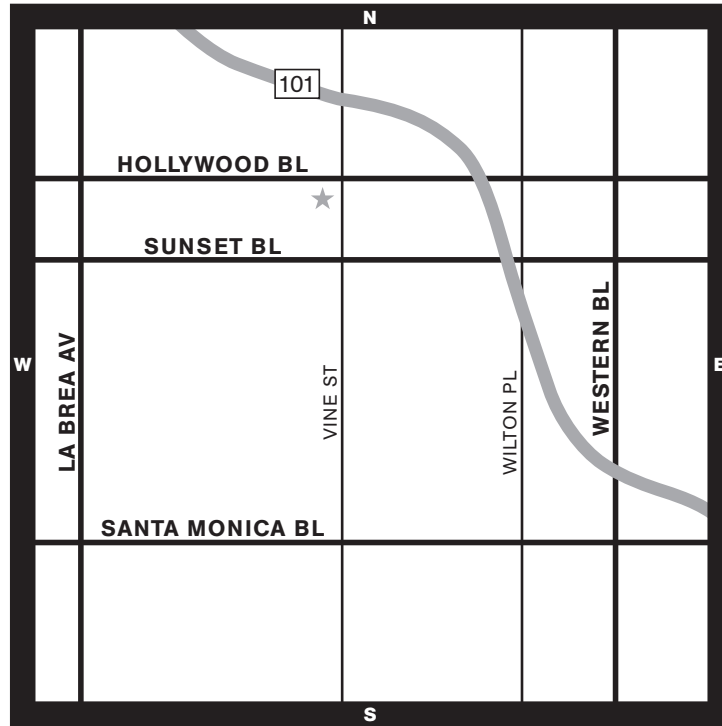 N
101
HOLLYWOOD BL
SUNSET BL
W
E
LA BREA AV
VINE ST
WILTON PL
WESTERN BL
SANTA MONICA BL
S